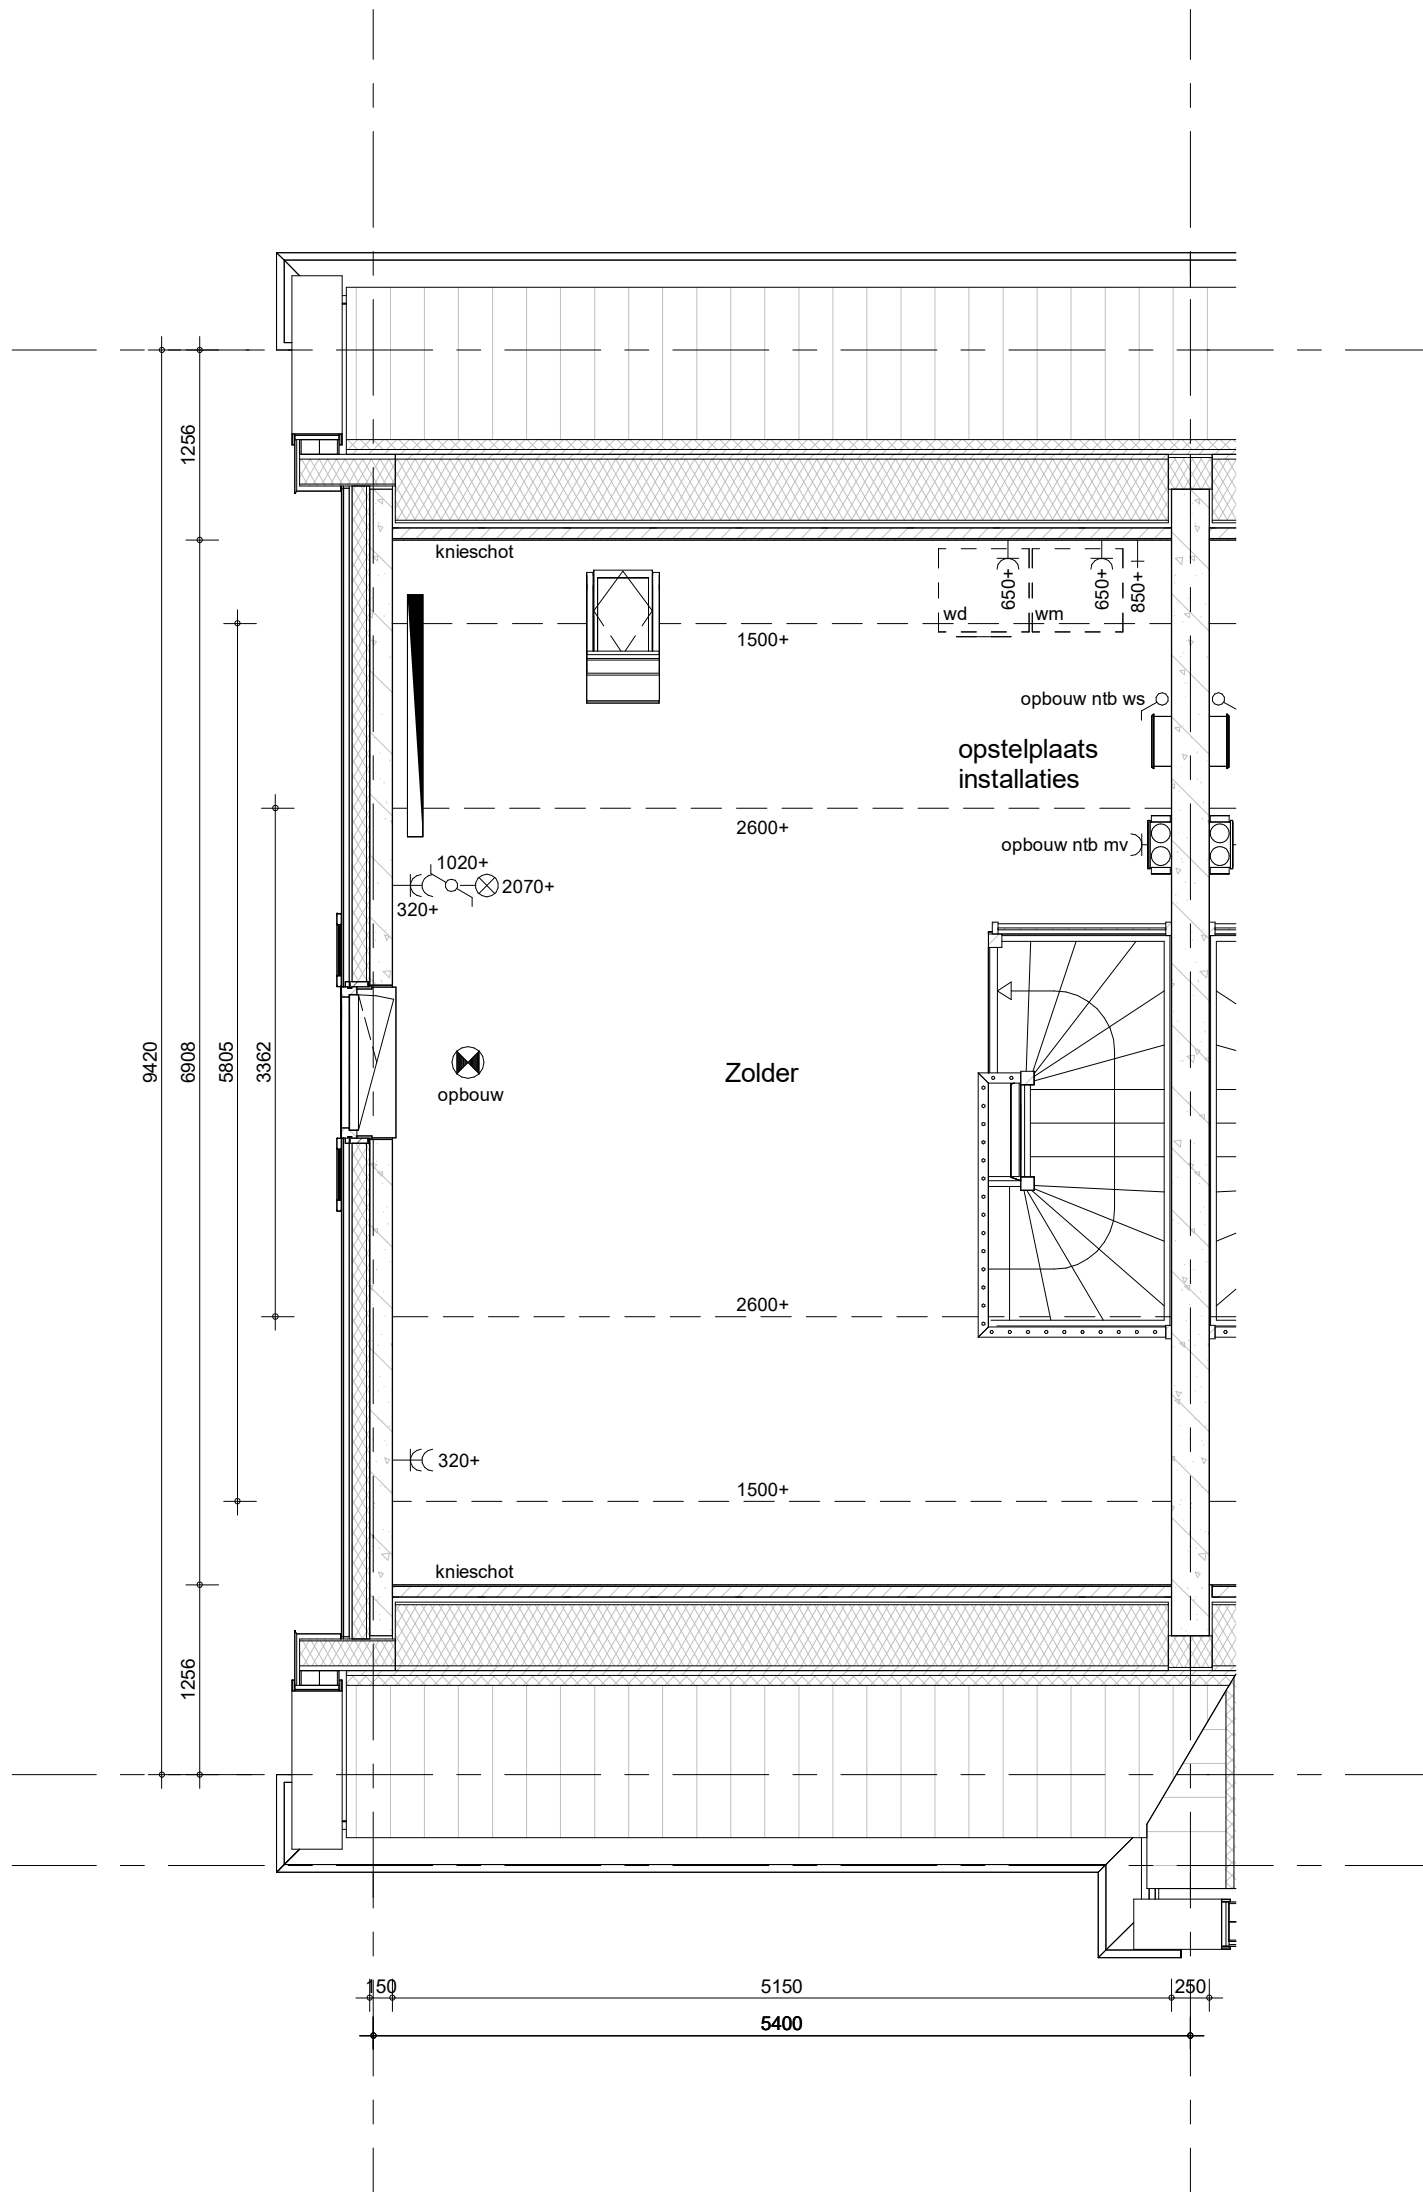 1256
knieschot
650+
650+
850+
wd
wm
1500+
opbouw ntb ws
opstelplaats
installaties
2600+
opbouw ntb mv
1020+
2070+
320+
9420
6908
5805
3362
Zolder
opbouw
2600+
320+
1500+
knieschot
1256
150
5150
250
5400